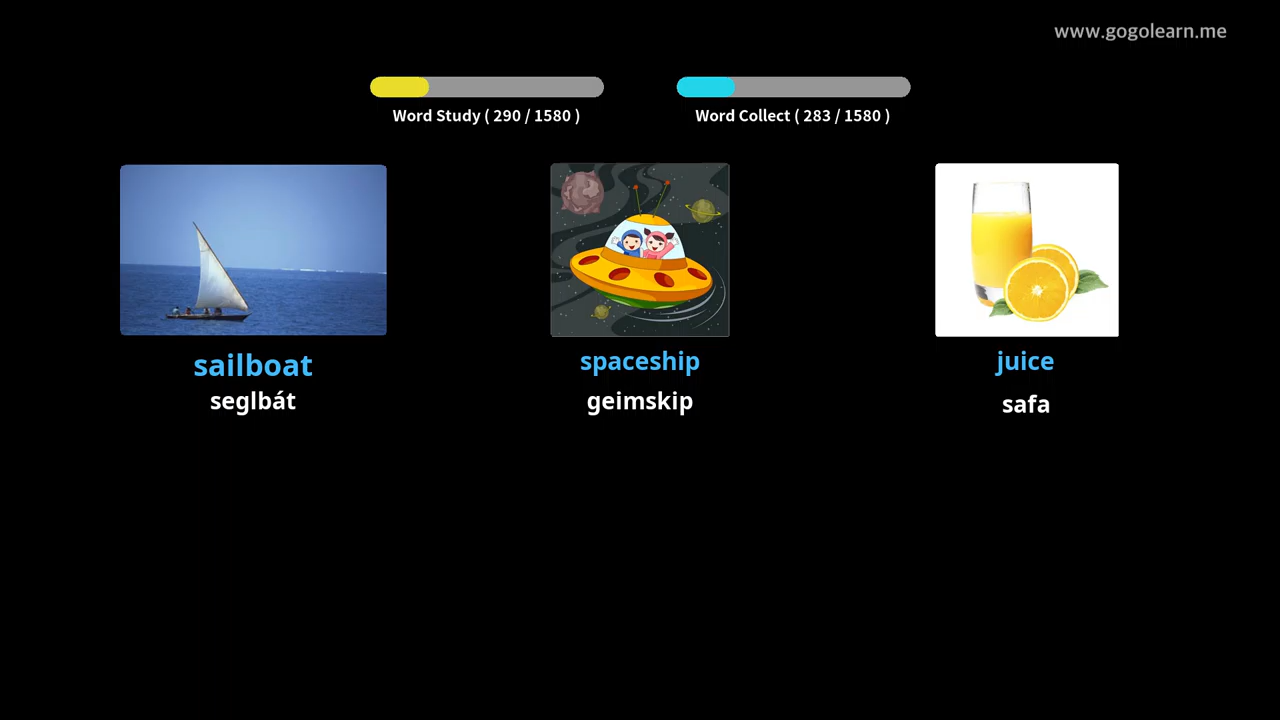 www.gogolearn.me
Word Study ( 290 / 1580 )
Word Collect ( 283 / 1580 )
sailboat
seglbát
spaceship
geimskip
juice
safa